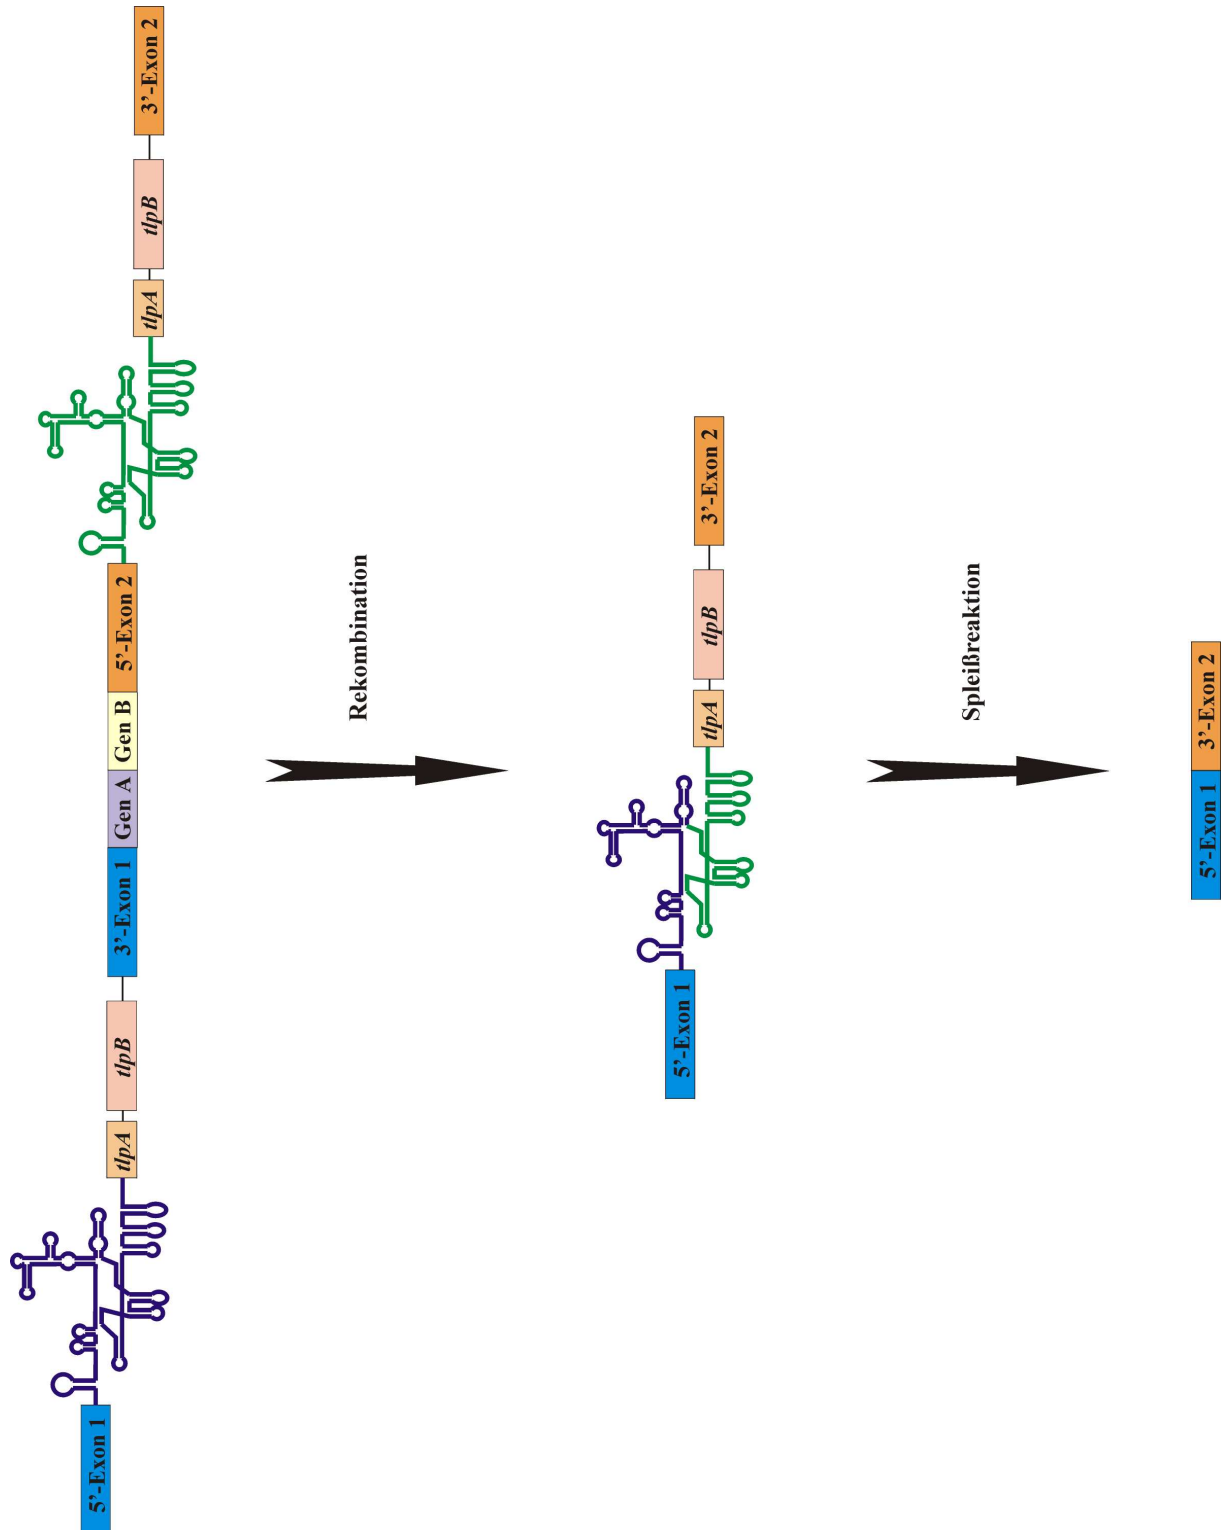 5'-Exon 1
tlpA
tlpB
3'-Exon 1
Gen A
Gen B
5'-Exon 2
tlpA
tlpB
3'-Exon 2
Rekombination
5'-Exon 1
tlpA
tlpB
3'-Exon 2
Spleißreaktion
5'-Exon 1
3'-Exon 2